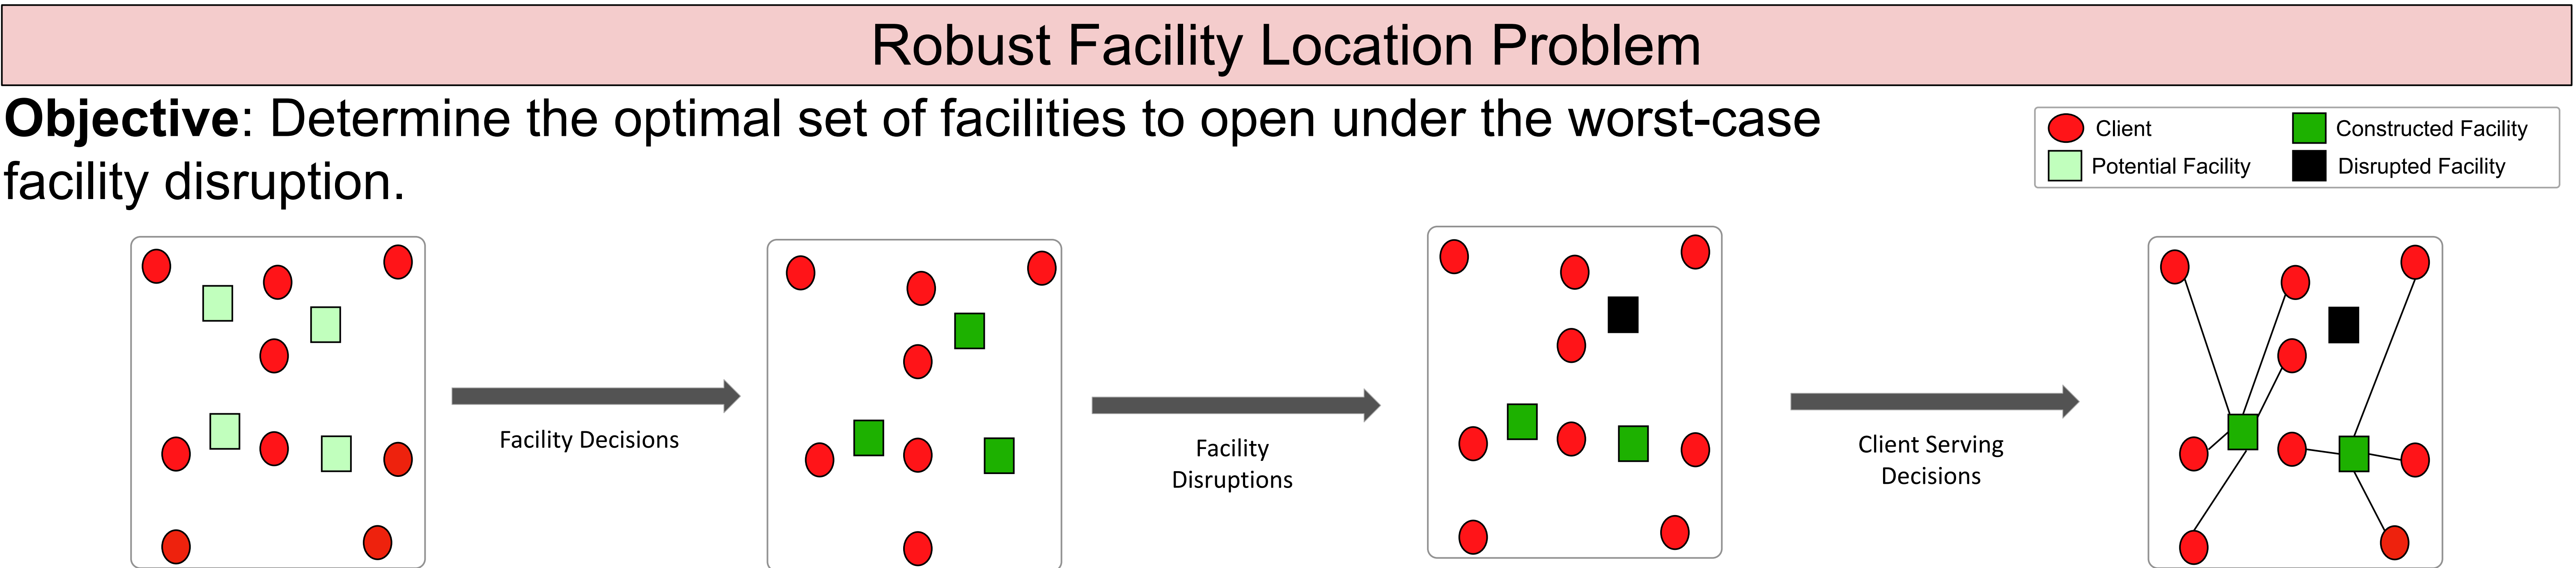 Robust Facility Location Problem
Objective: Determine the optimal set of facilities to open under the worst-case
facility disruption.
Client
Constructed Facility
Potential Facility
Disrupted Facility
Facility Decisions
Facility
Disruptions
Client Serving
Decisions